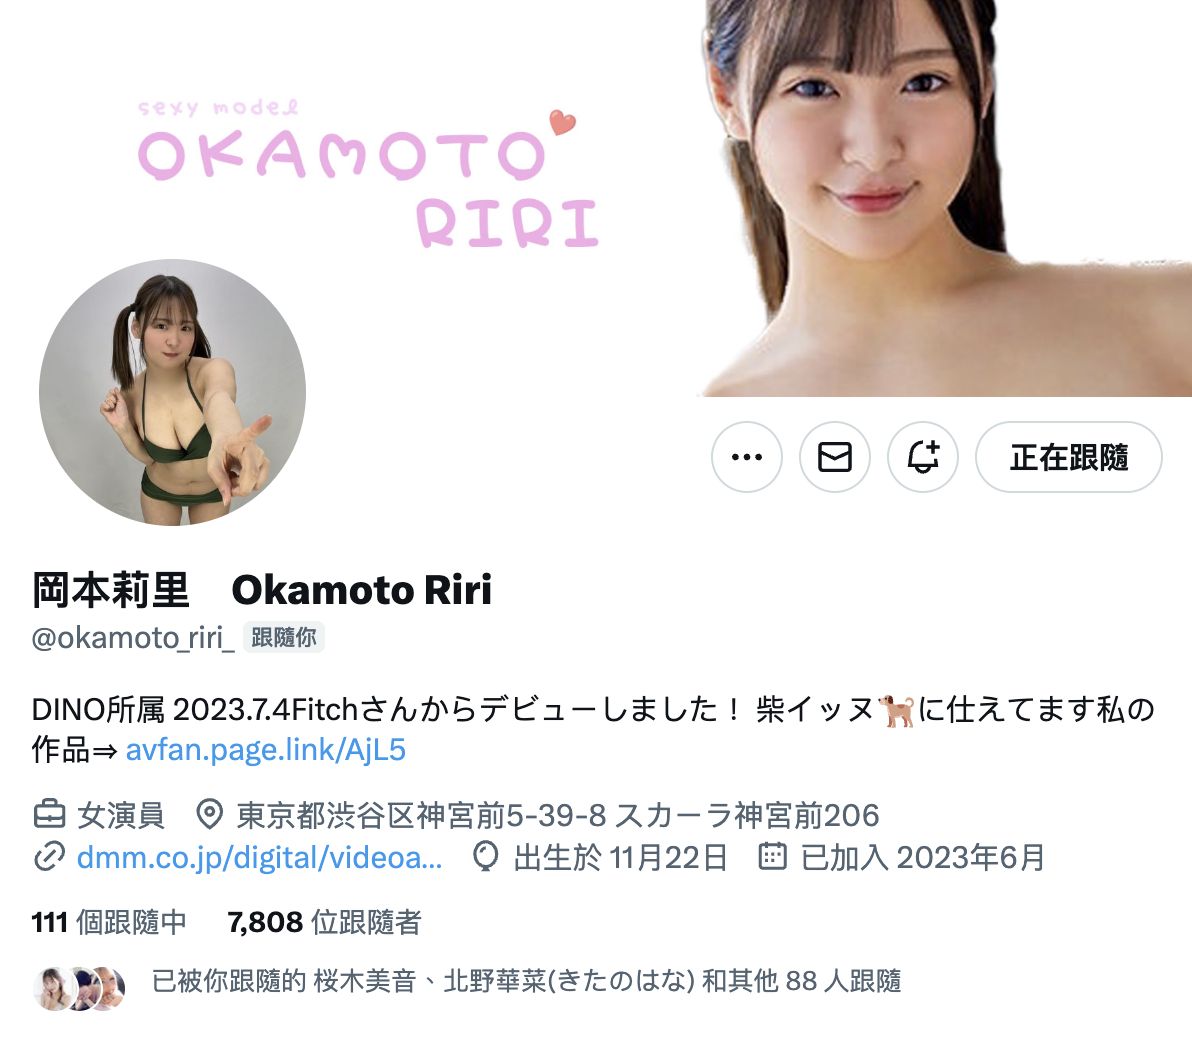 sexy model
OKAMOTO
RIRI
正在跟隨
岡本莉里　Okamoto Riri
@okamoto_riri_ 跟隨你
DINO所属 2023.7.4Fitchさんからデビューしました！ 柴イッヌ🐕に仕えてます私の
作品⇒ avfan.page.link/AjL5
女演員 東京都渋谷区神宮前5-39-8 スカーラ神宮前206
dmm.co.jp/digital/videoa... 出生於 11月22日 已加入 2023年6月
111 個跟隨中 7,808 位跟隨者
已被你跟隨的 桜木美音、北野華菜(きたのはな) 和其他 88 人跟隨